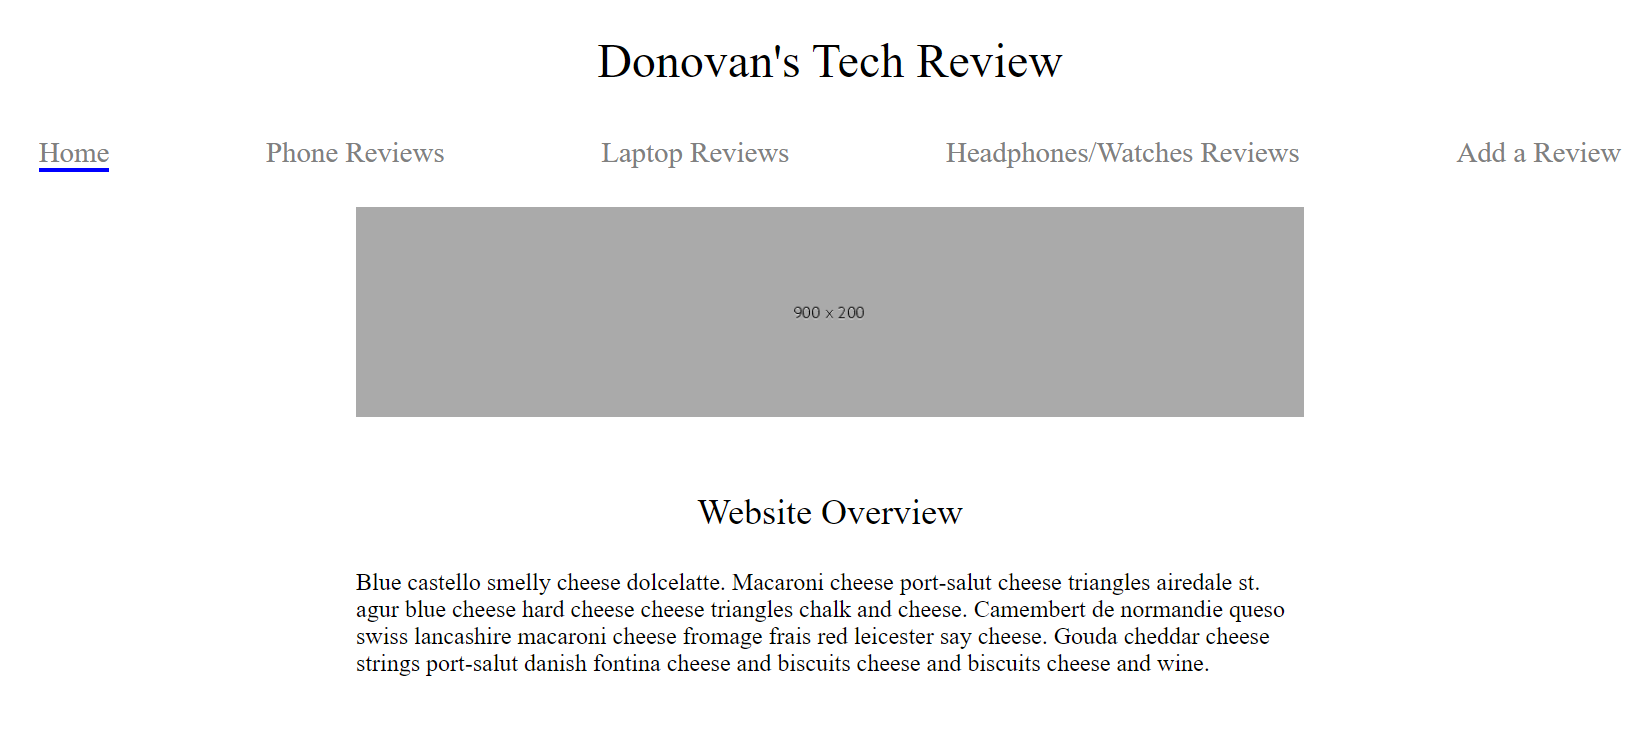 Donovan's Tech Review
Home Phone Reviews Laptop Reviews Headphones/Watches Reviews Add a Review
900 x 200
Website Overview
Blue castello smelly cheese dolcelatte. Macaroni cheese port-salut cheese triangles airedale st.
agur blue cheese hard cheese cheese triangles chalk and cheese. Camembert de normandie queso
swiss lancashire macaroni cheese fromage frais red leicester say cheese. Gouda cheddar cheese
strings port-salut danish fontina cheese and biscuits cheese and biscuits cheese and wine.